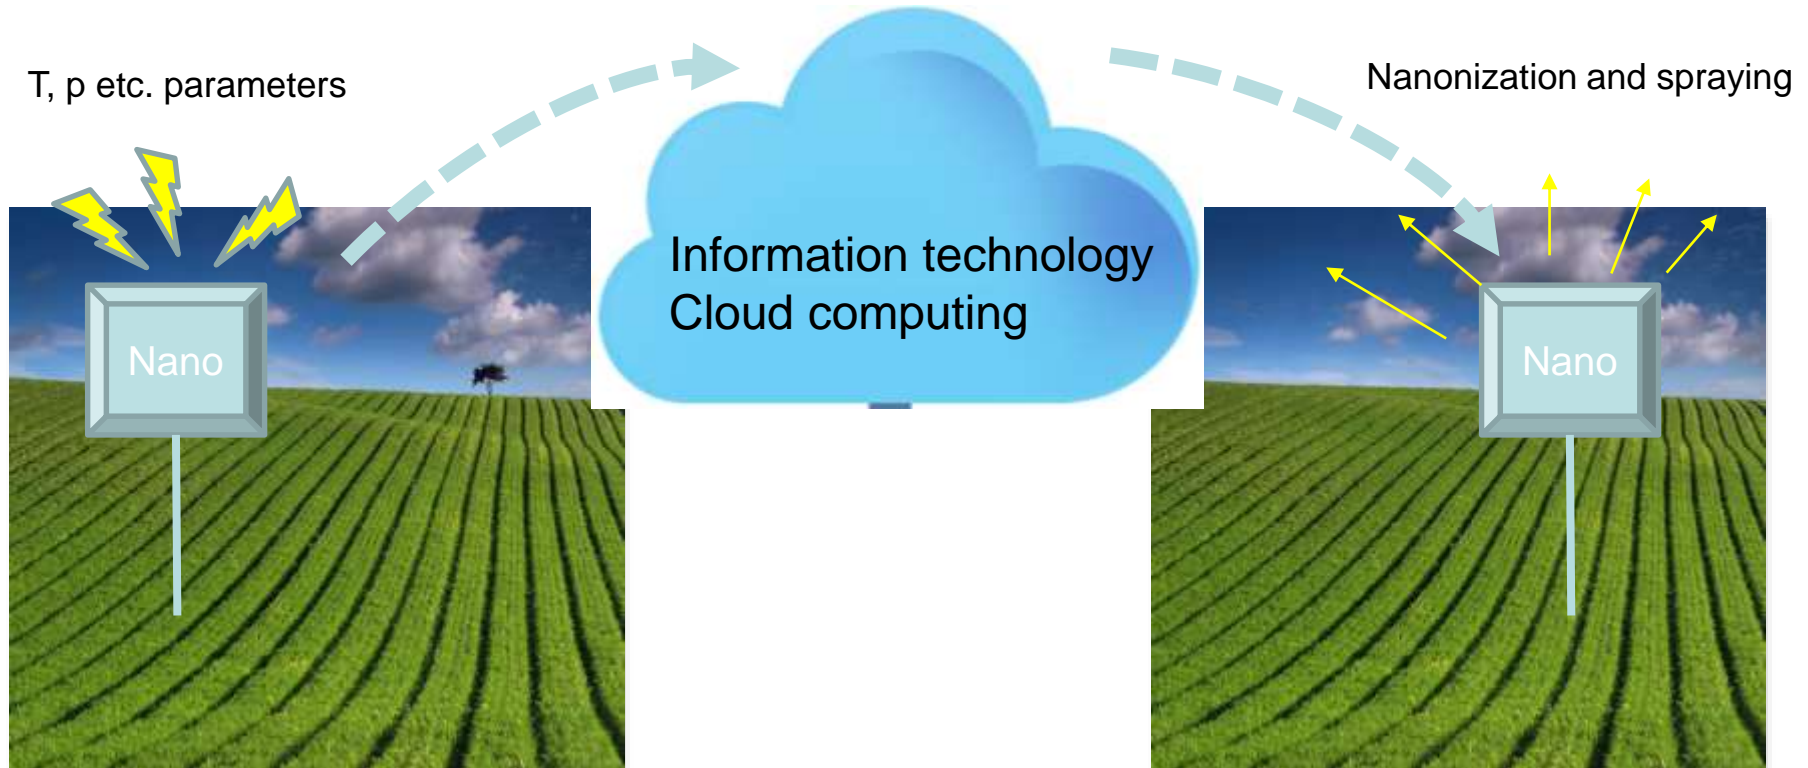 T, p etc. parameters
Nanonization and spraying
Information technology
Cloud computing
Nano
Nano